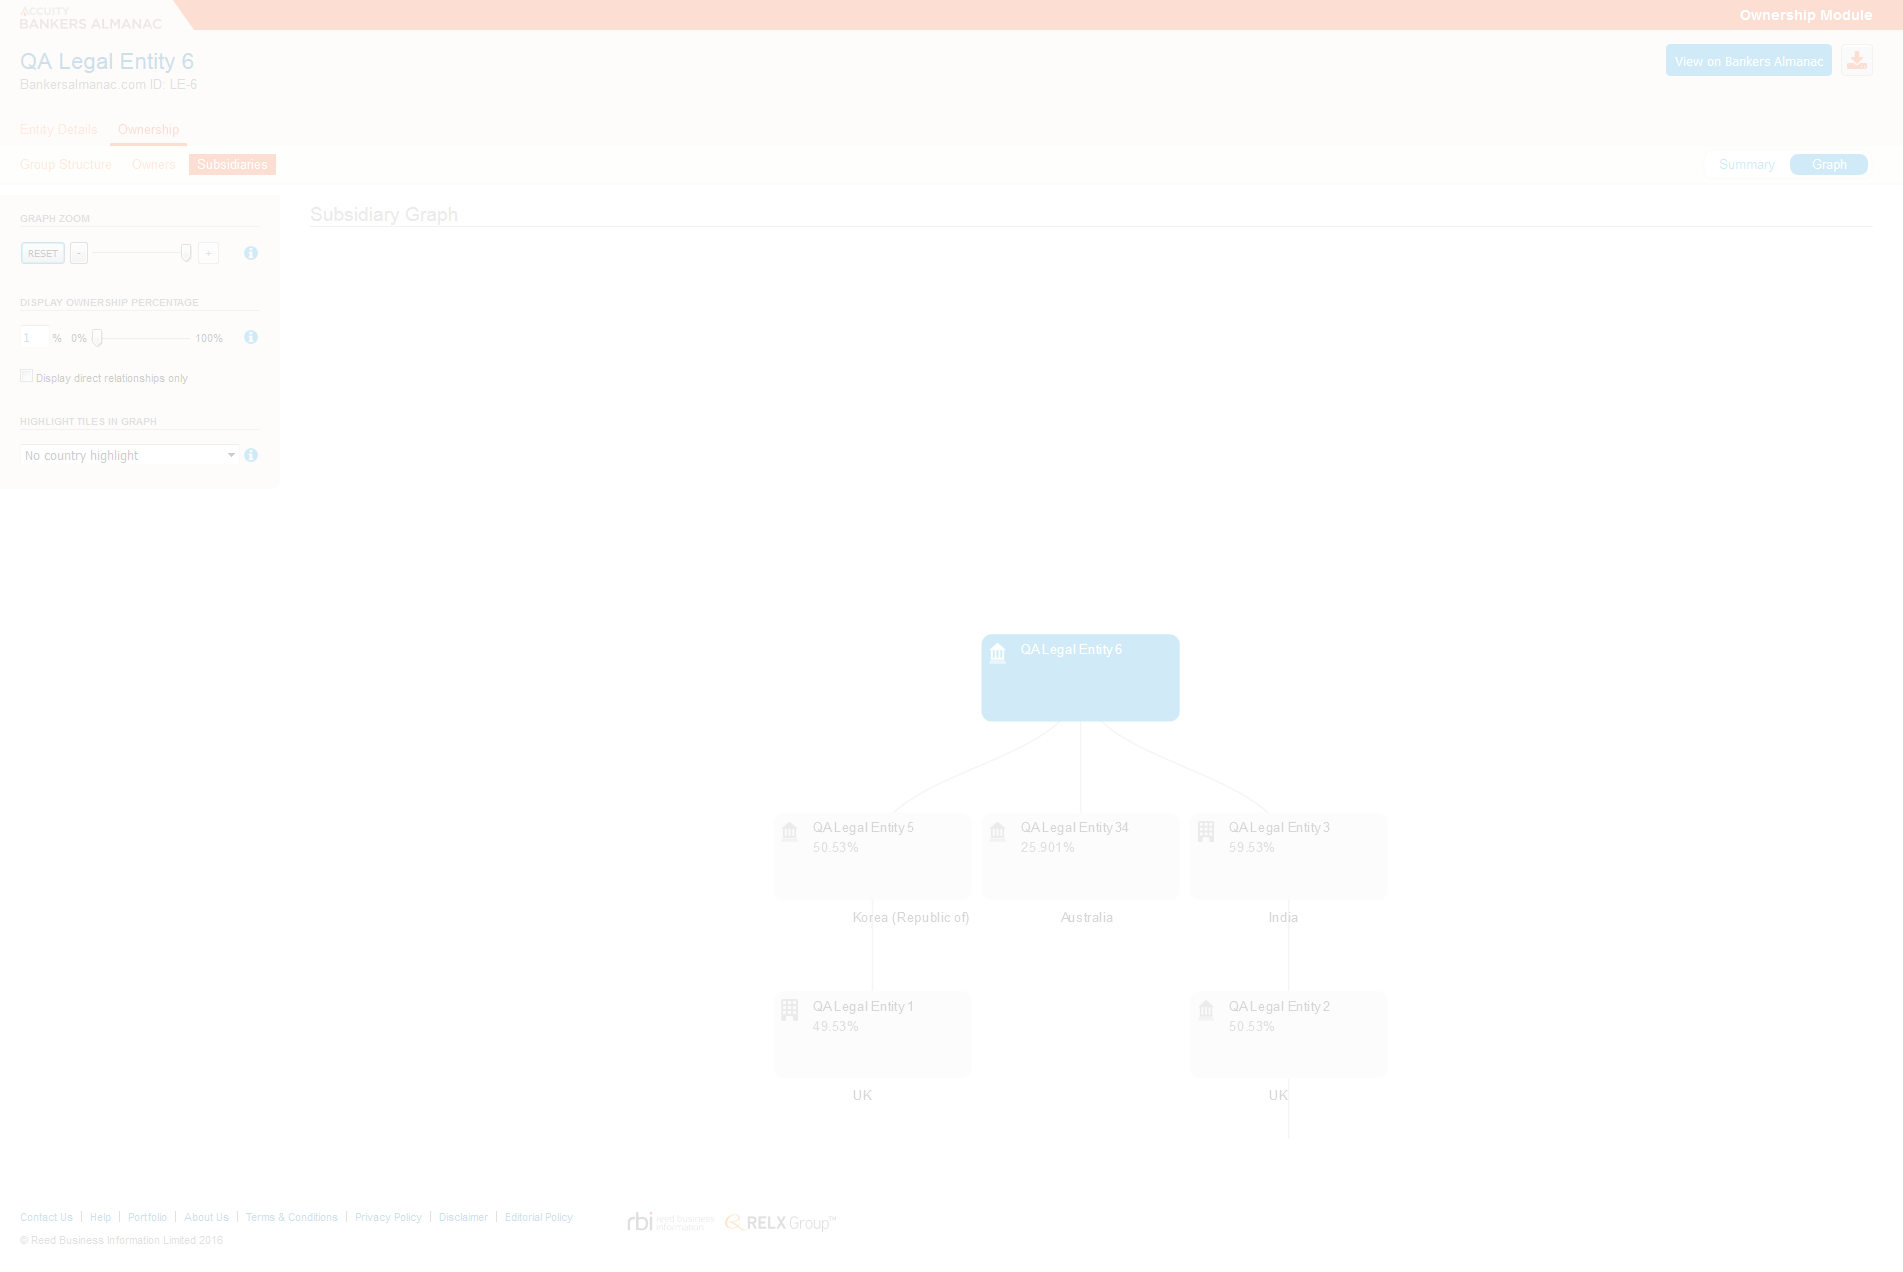 ACCUITY
BANKERS ALMANAC
Ownership Module
QA Legal Entity 6
Bankersalmanac.com ID: LE-6
View on Bankers Almanac
Entity Details Ownership
Group Structure Owners Subsidiaries
Summary Graph
GRAPH ZOOM
RESET - +
DISPLAY OWNERSHIP PERCENTAGE
1 % 0% 100%
Display direct relationships only
HIGHLIGHT TILES IN GRAPH
No country highlight
Subsidiary Graph
QA Legal Entity 6
QA Legal Entity 5
50.53%
Korea (Republic of)
QA Legal Entity 34
25.901%
Australia
QA Legal Entity 3
59.53%
India
QA Legal Entity 1
49.53%
UK
QA Legal Entity 2
50.53%
UK
Contact Us | Help | Portfolio | About Us | Terms & Conditions | Privacy Policy | Disclaimer | Editorial Policy
© Reed Business Information Limited 2016
rbi reed business information
RELX Group™